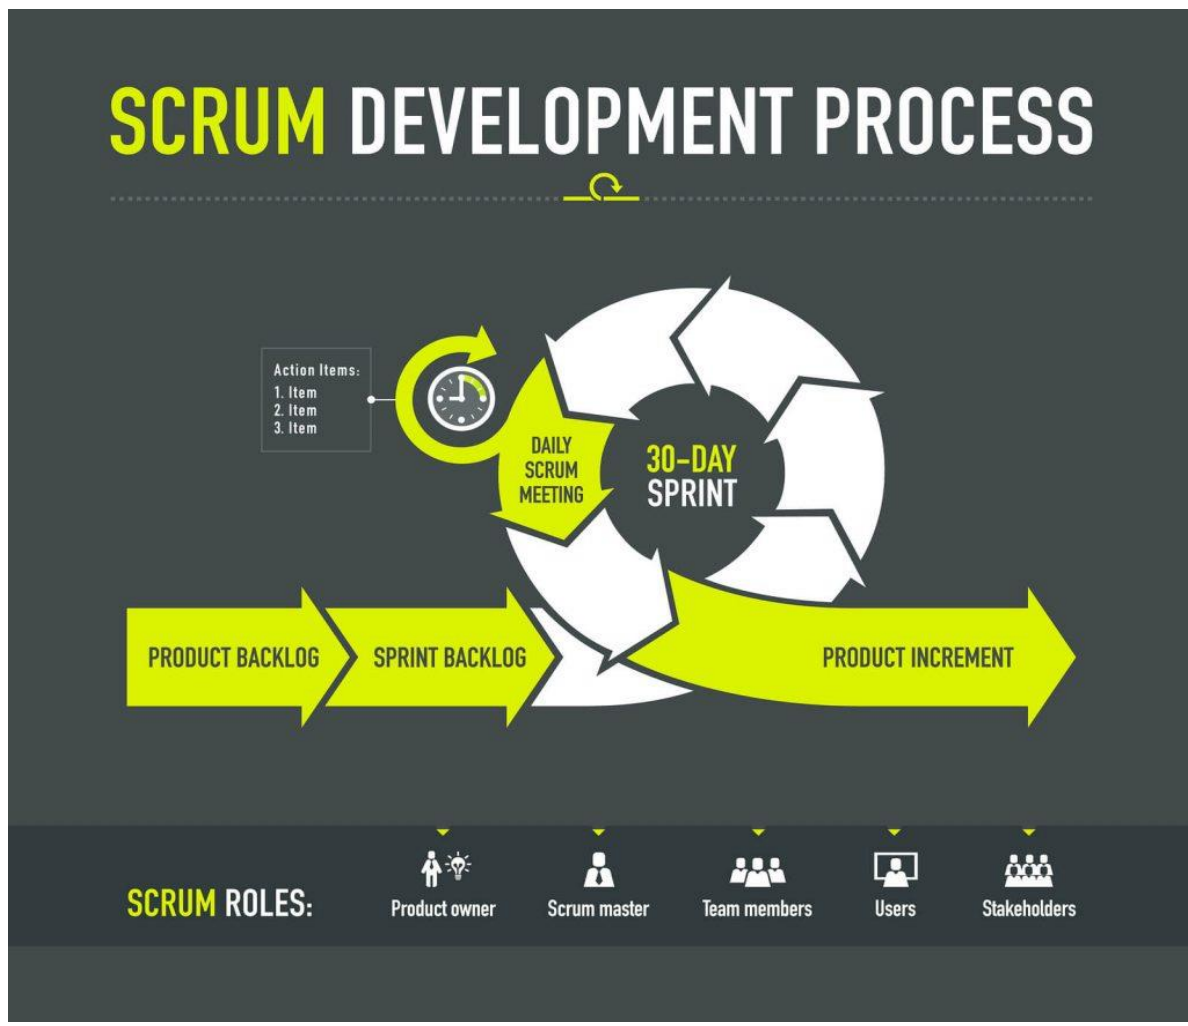 SCRUM DEVELOPMENT PROCESS
Action Items:
1. Item
2. Item
3. Item
DAILY
SCRUM
MEETING
30-DAY
SPRINT
PRODUCT BACKLOG
SPRINT BACKLOG
PRODUCT INCREMENT
SCRUM ROLES:
Product owner
Scrum master
Team members
Users
Stakeholders